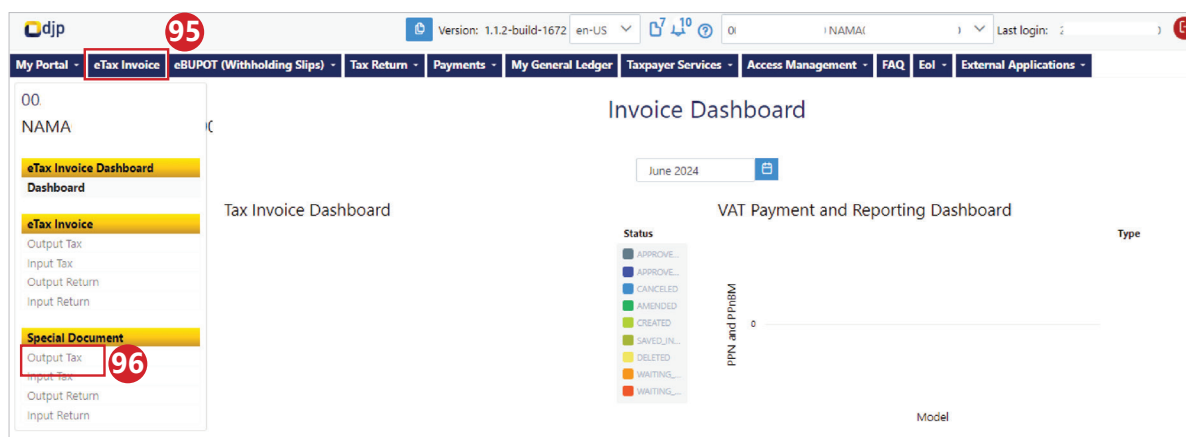 djp
95
Version: 1.1.2-build-1672
en-US
7
10
NAMA(
Last login: 2
My Portal
eTax Invoice
eBUPOT (Withholding Slips)
Tax Return
Payments
My General Ledger
Taxpayer Services
Access Management
FAQ
EoI
External Applications
00
NAMA
Invoice Dashboard
June 2024
eTax Invoice Dashboard
Dashboard
eTax Invoice
Output Tax
Input Tax
Output Return
Input Return
Special Document
Output Tax
96
Input Tax
Output Return
Input Return
Tax Invoice Dashboard
VAT Payment and Reporting Dashboard
Status
Type
APPROVE...
APPROVE...
CANCELED
AMENDED
CREATED
SAVED_IN...
DELETED
WAITING_...
WAITING_...
PPN and PPnBM
0
Model